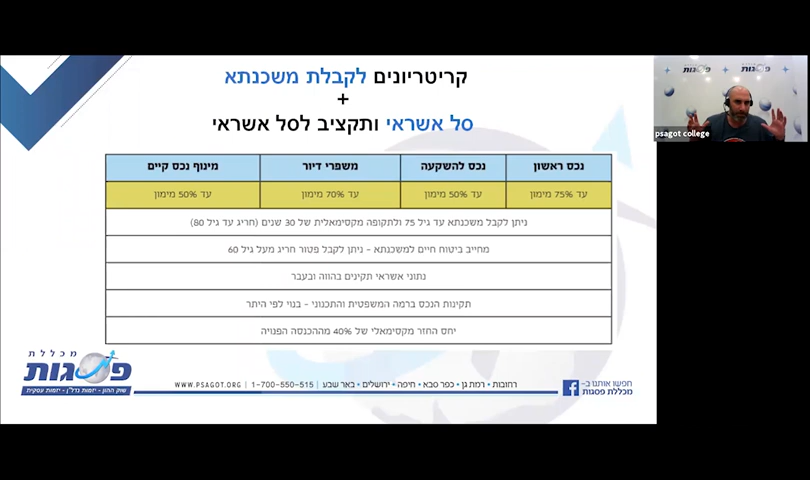 קריטריונים לקבלת משכנתא
+
סל אשראי ותקציב לסל אשראי
נכס ראשון
נכס להשקעה
משפרי דיור
מינוף נכס קיים
עד 75% מימון
עד 50% מימון
עד 70% מימון
עד 50% מימון
ניתן לקבל משכנתא עד גיל 75 ולתקופה מקסימאלית של 30 שנים (חריג עד גיל 80)
מחייב ביטוח חיים למשכנתא - ניתן לקבל פטור חריג מעל גיל 60
נתוני אשראי תקינים בהווה ובעבר
תקינות הנכס ברמה המשפטית והתכנוני - בנוי לפי היתר
יחס החזר מקסימאלי של 40% מההכנסה הפנויה
חפשו אותנו ב-
מכללת פסגות
רחובות • רמת גן • כפר סבא • חיפה • ירושלים • באר שבע | 1-700-550-515 | WWW.PSAGOT.ORG
מכללת
פסגות
שוק ההון - יזמות נדל"ן - יזמות עסקית
פסגות
פסגות
psagot college